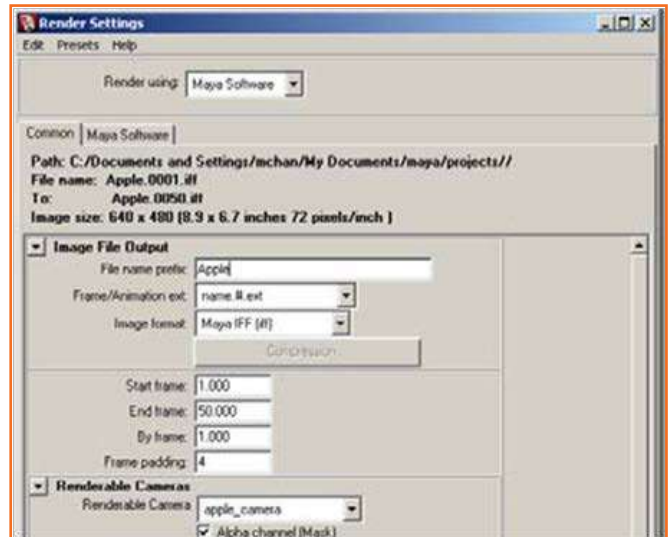 Render Settings
Edit Presets Help
Render using: Maya Software
Common Maya Software
Path: C:/Documents and Settings/mchan/My Documents/maya/projects//
File name: Apple.0001.iff
To: Apple.0050.iff
Image size: 640 x 480 (8.9 x 6.7 inches 72 pixels/inch )
Image File Output
File name prefix: Apple
Frame/Animation ext: name.#.ext
Image format: Maya IFF (iff)
Compression...
Start frame: 1.000
End frame: 50.000
By frame: 1.000
Frame padding: 4
Renderable Cameras
Renderable Camera apple_camera
Alpha channel (Mask)